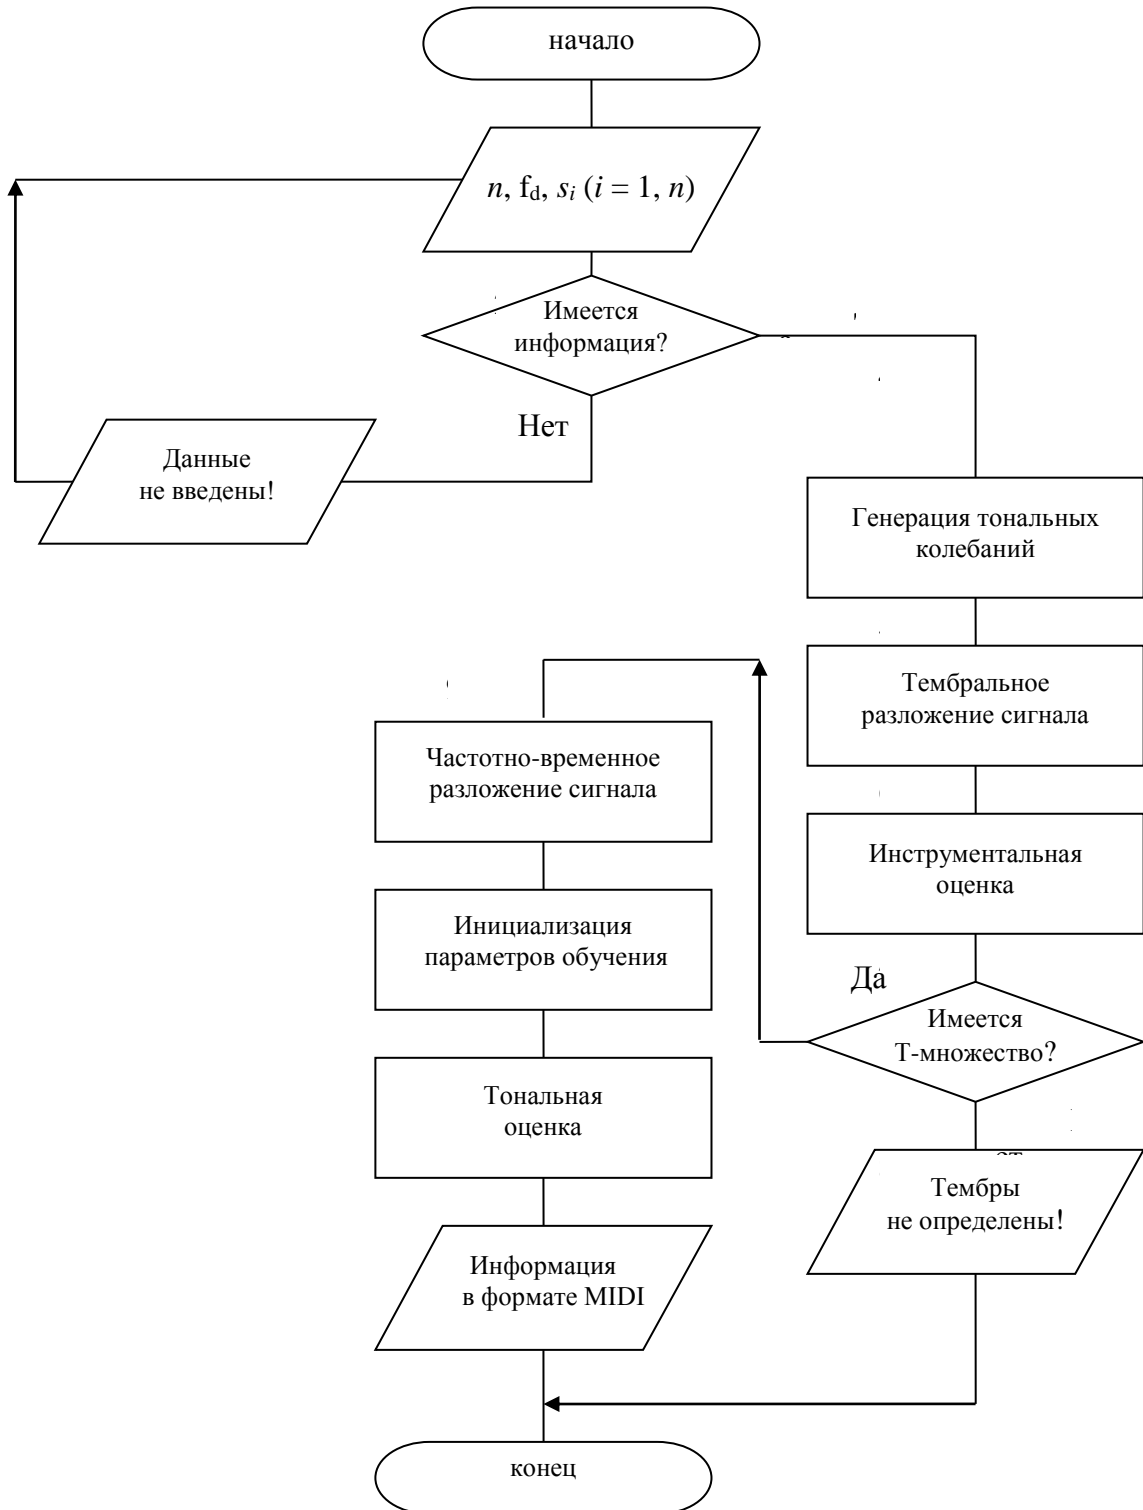 начало
n, fd, si (i = 1, n)
Имеется
информация?
Нет
Данные
не введены!
Генерация тональных
колебаний
Тембральное
разложение сигнала
Частотно-временное
разложение сигнала
Инструментальная
оценка
Инициализация
параметров обучения
Да
Имеется
Т-множество?
Тональная
оценка
Тембры
не определены!
Информация
в формате MIDI
конец